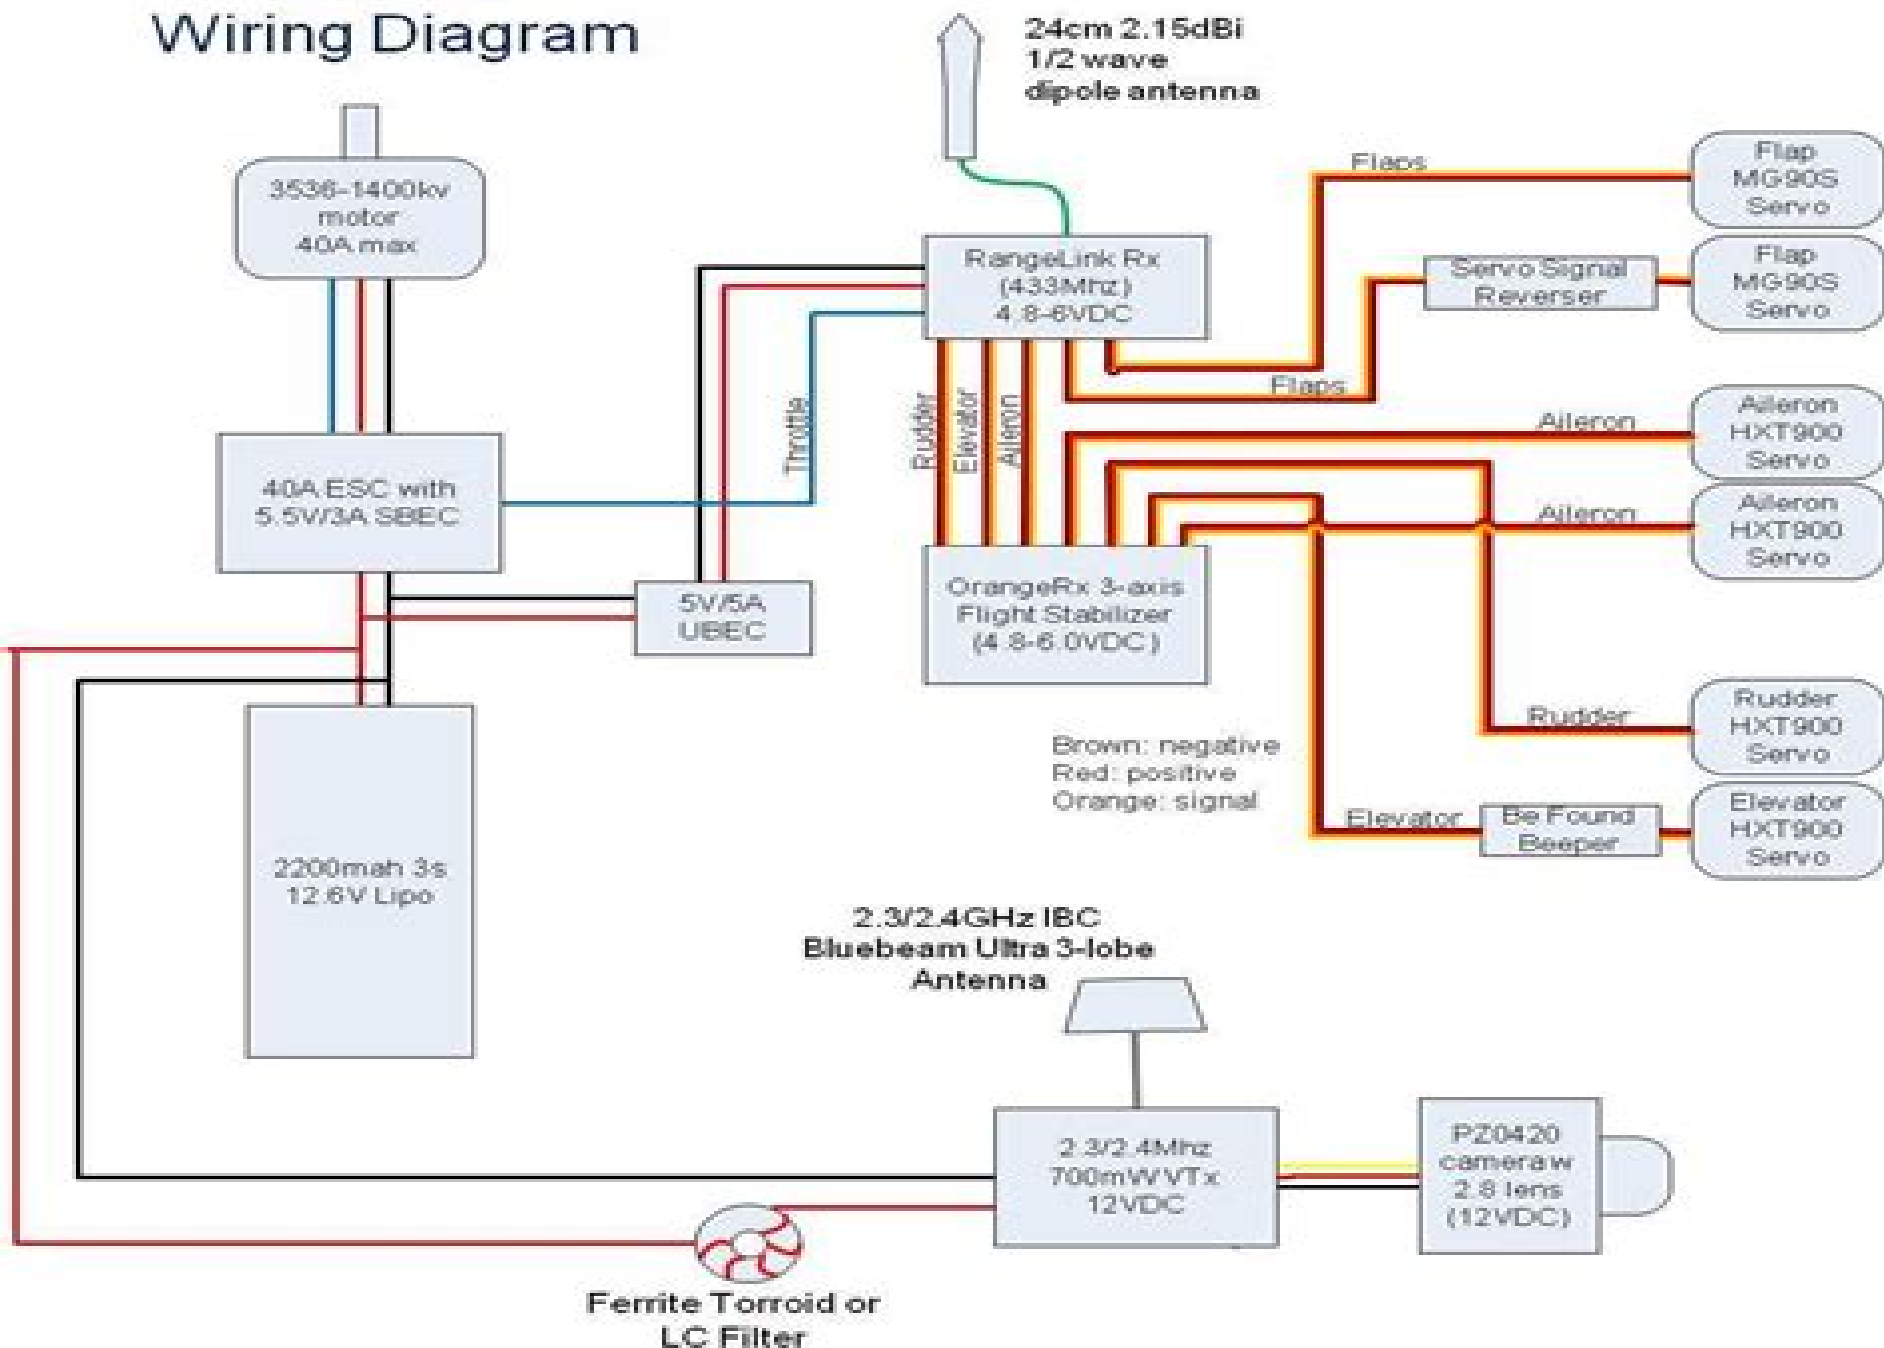 Wiring Diagram
24cm 2.15dBi
1/2 wave
dipole antenna
3536-1400kv
motor
40A max
RangeLink Rx
(433Mhz)
4.8-6VDC
Flaps
Flap
MG90S
Servo
Servo Signal
Reverser
Flap
MG90S
Servo
Flaps
Throttle
Rudder
Elevator
Aileron
Aileron
Aileron
HXT900
Servo
40A ESC with
5.5V/3A SBEC
Aileron
Aileron
HXT900
Servo
5V/5A
UBEC
OrangeRx 3-axis
Flight Stabilizer
(4.8-6.0VDC)
Rudder
Rudder
HXT900
Servo
Brown: negative
Red: positive
Orange: signal
Elevator
Be Found
Beeper
Elevator
HXT900
Servo
2200mah 3s
12.6V Lipo
2.3/2.4GHz IBC
Bluebeam Ultra 3-lobe
Antenna
2.3/2.4Mhz
700mW VTx
12VDC
PZ0420
camera w
2.8 lens
(12VDC)
Ferrite Torroid or
LC Filter